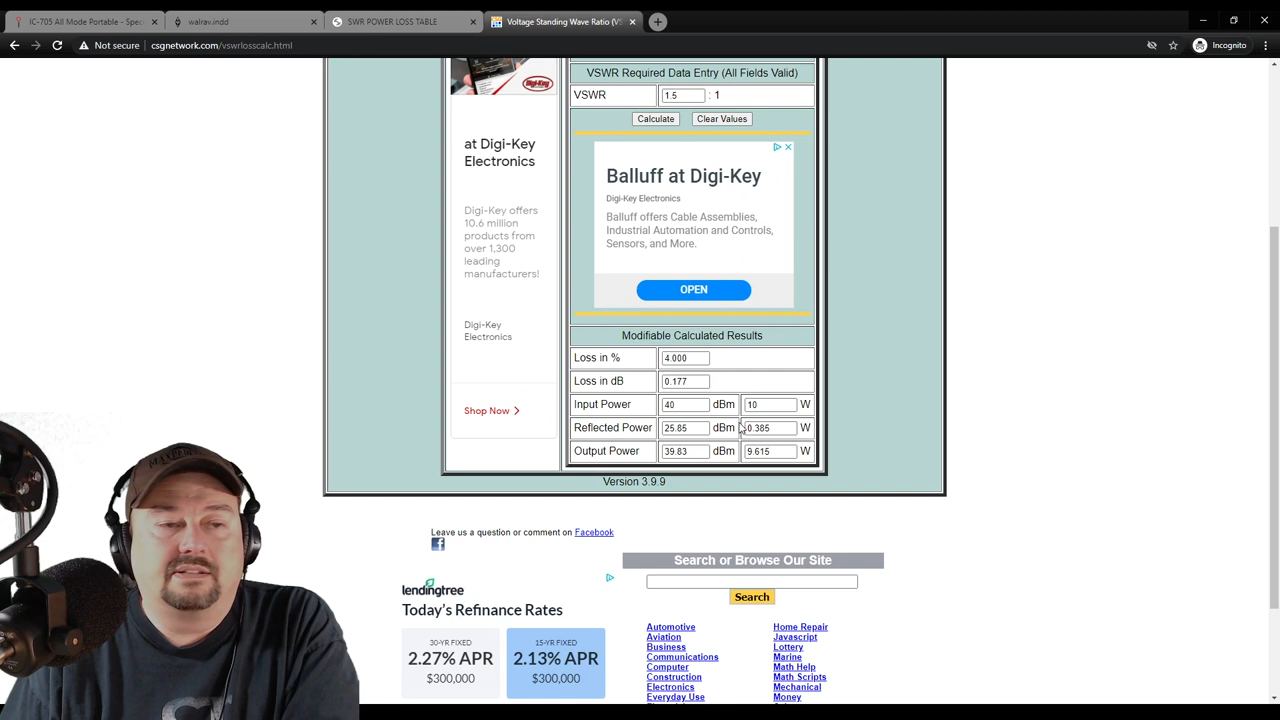 IC-705 All Mode Portable - Spec
walrav.indd
SWR POWER LOSS TABLE
Voltage Standing Wave Ratio (VS
Not secure
csgnetwork.com/vswrlosscalc.html
Incognito
Digi-Key
at Digi-Key
Electronics
Digi-Key offers
10.6 million
products from
over 1,300
leading
manufacturers!
Digi-Key
Electronics
Shop Now
VSWR Required Data Entry (All Fields Valid)
VSWR 1.5 : 1
Calculate Clear Values
Balluff at Digi-Key
Digi-Key Electronics
Balluff offers Cable Assemblies,
Industrial Automation and Controls,
Sensors, and More.
OPEN
Modifiable Calculated Results
Loss in % 4.000
Loss in dB 0.177
Input Power 40 dBm 10 W
Reflected Power 25.85 dBm 0.385 W
Output Power 39.83 dBm 9.615 W
Version 3.9.9
Leave us a question or comment on Facebook
lendingtree
Today's Refinance Rates
30-YR FIXED
2.27% APR
$300,000
15-YR FIXED
2.13% APR
$300,000
Search or Browse Our Site
Search
Automotive
Aviation
Business
Communications
Computer
Construction
Electronics
Everyday Use
Home Repair
Javascript
Lottery
Marine
Math Help
Math Scripts
Mechanical
Money